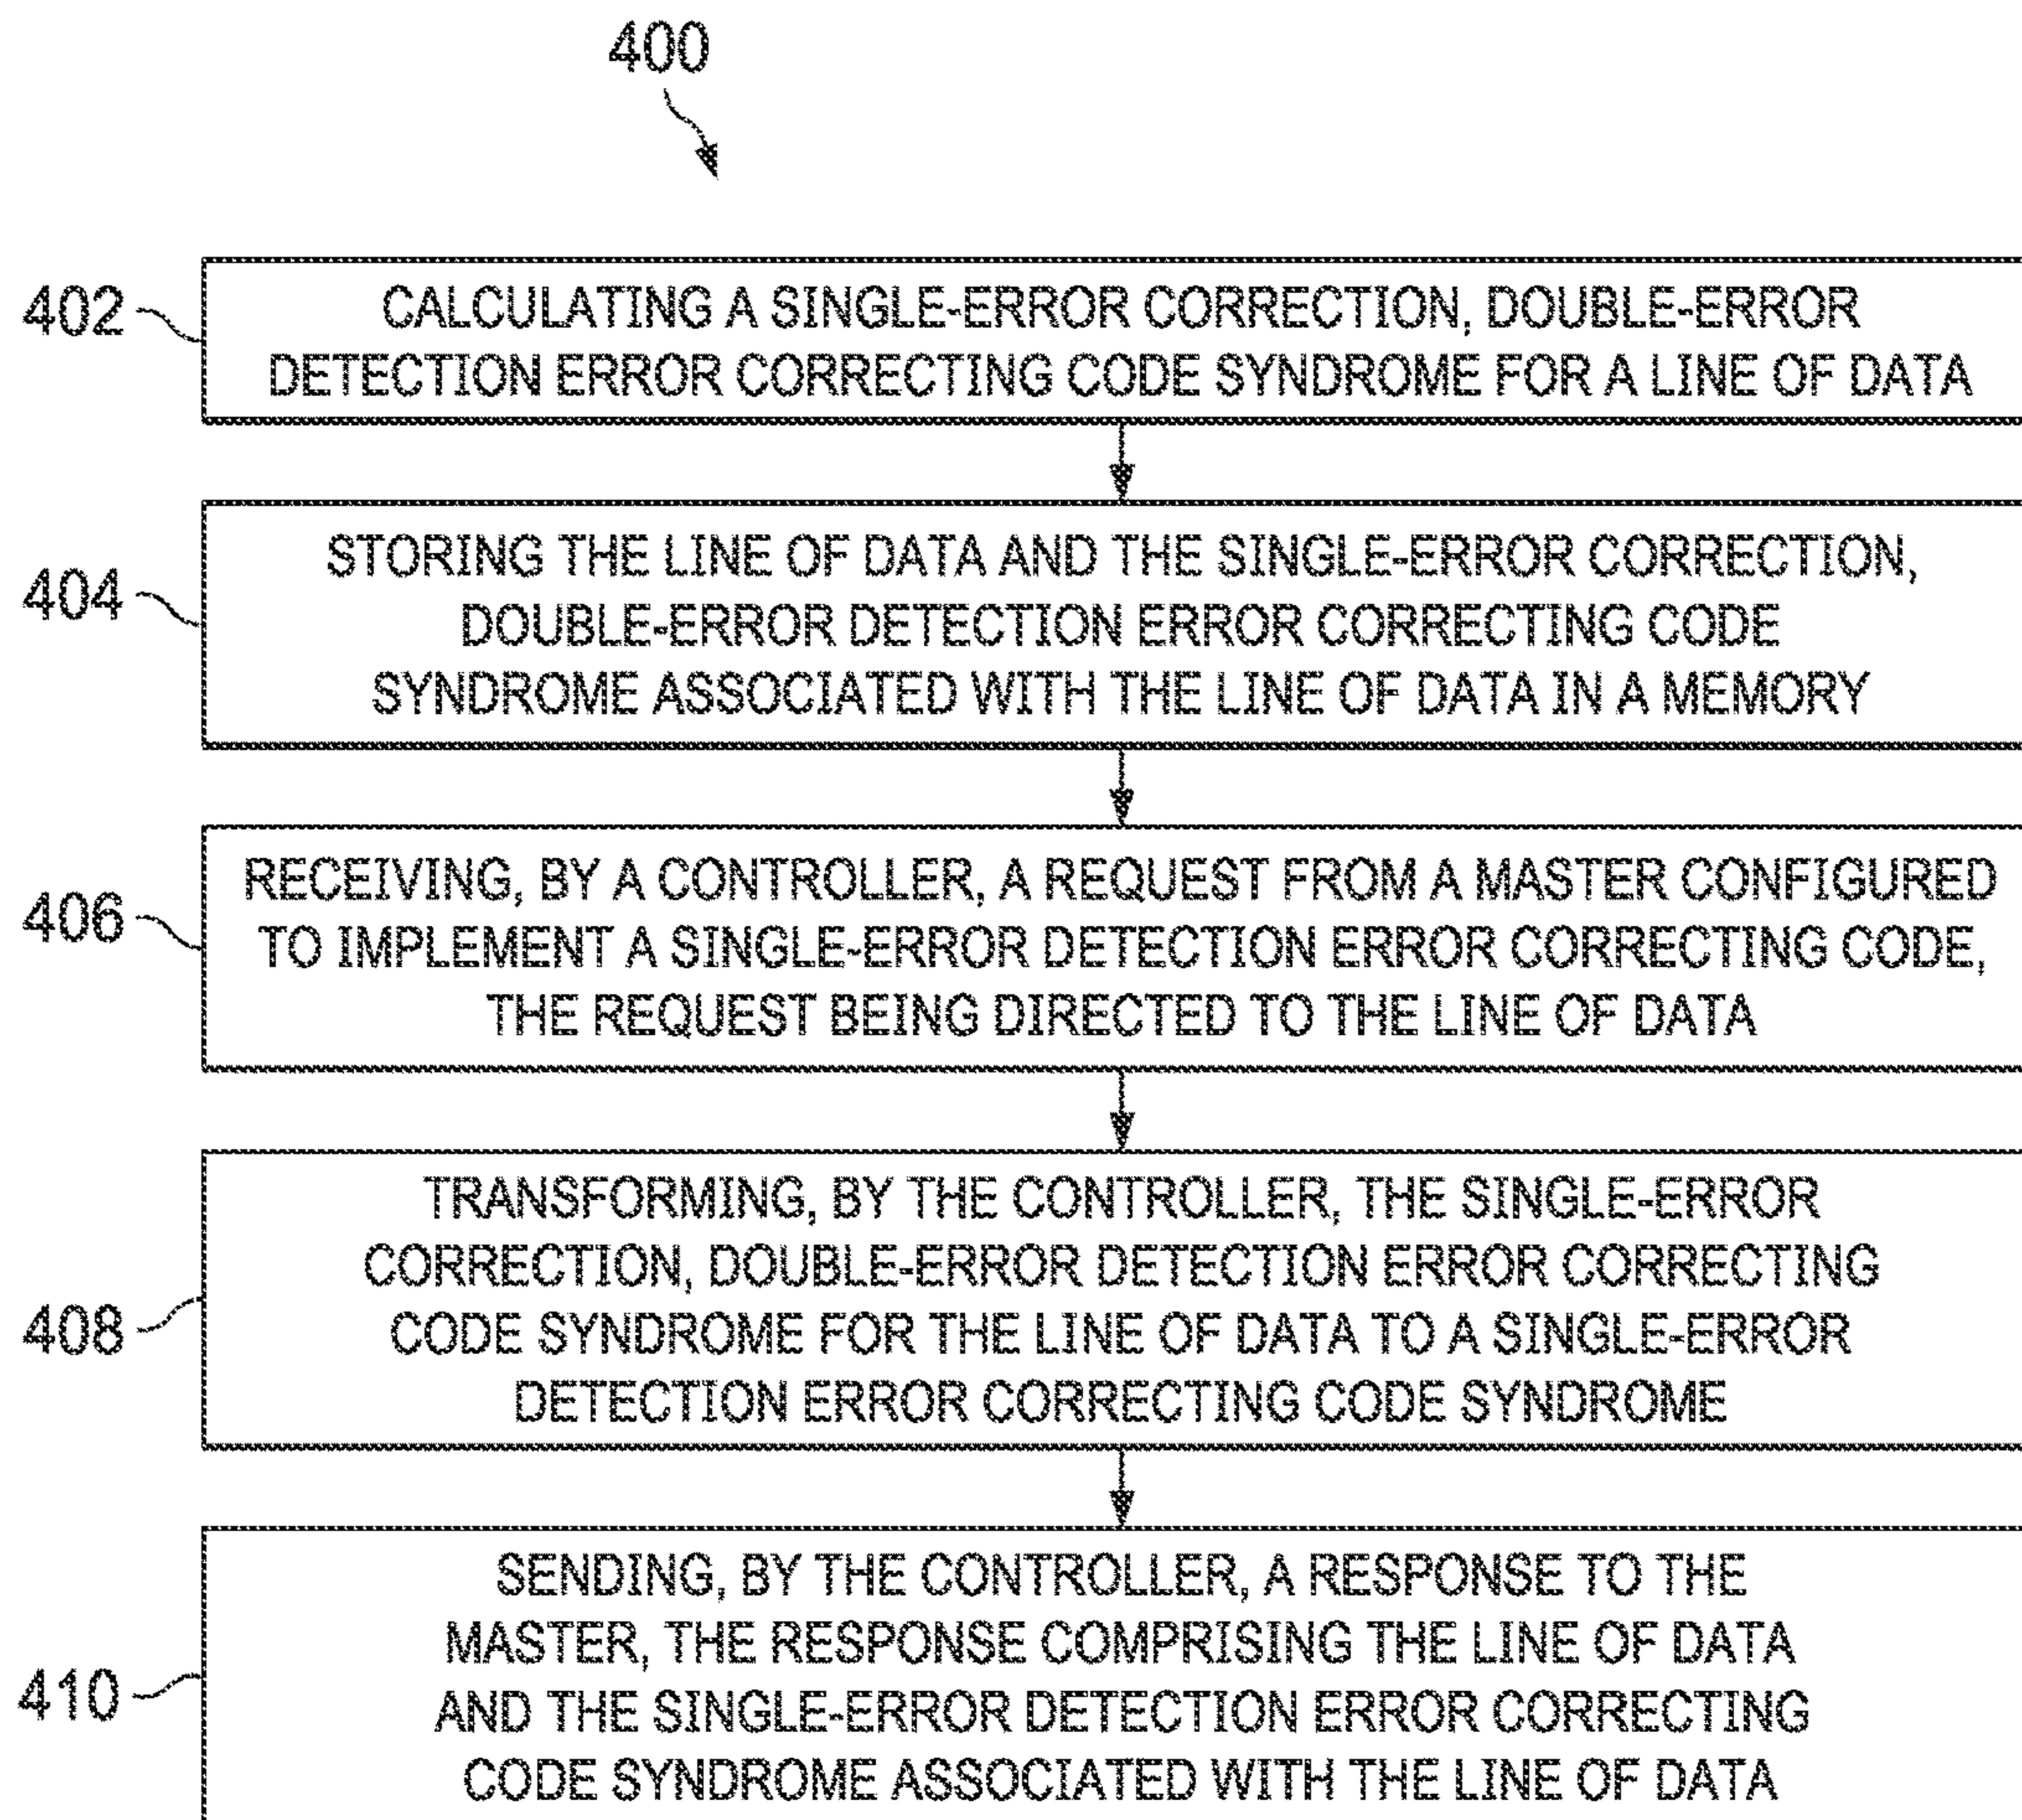 400
402
CALCULATING A SINGLE-ERROR CORRECTION, DOUBLE-ERROR
DETECTION ERROR CORRECTING CODE SYNDROME FOR A LINE OF DATA
404
STORING THE LINE OF DATA AND THE SINGLE-ERROR CORRECTION,
DOUBLE-ERROR DETECTION ERROR CORRECTING CODE
SYNDROME ASSOCIATED WITH THE LINE OF DATA IN A MEMORY
406
RECEIVING, BY A CONTROLLER, A REQUEST FROM A MASTER CONFIGURED
TO IMPLEMENT A SINGLE-ERROR DETECTION ERROR CORRECTING CODE,
THE REQUEST BEING DIRECTED TO THE LINE OF DATA
408
TRANSFORMING, BY THE CONTROLLER, THE SINGLE-ERROR
CORRECTION, DOUBLE-ERROR DETECTION ERROR CORRECTING
CODE SYNDROME FOR THE LINE OF DATA TO A SINGLE-ERROR
DETECTION ERROR CORRECTING CODE SYNDROME
410
SENDING, BY THE CONTROLLER, A RESPONSE TO THE
MASTER, THE RESPONSE COMPRISING THE LINE OF DATA
AND THE SINGLE-ERROR DETECTION ERROR CORRECTING
CODE SYNDROME ASSOCIATED WITH THE LINE OF DATA